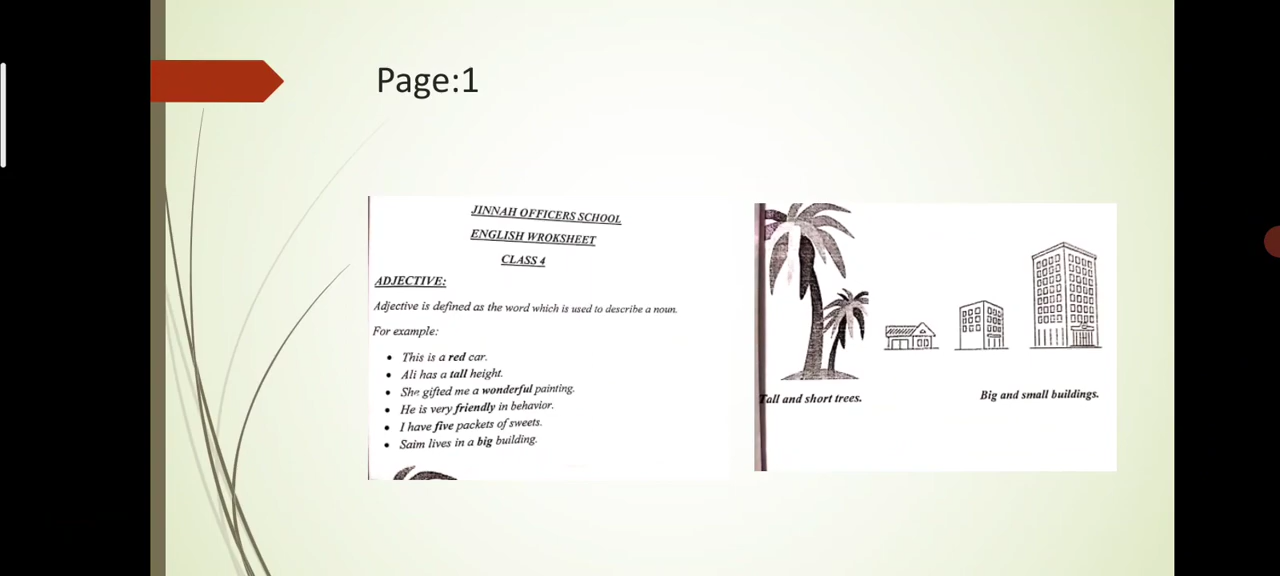 Page:1
JINNAH OFFICERS SCHOOL
ENGLISH WROKSHEET
CLASS 4
ADJECTIVE:
Adjective is defined as the word which is used to describe a noun.
For example:
• This is a red car.
• Ali has a tall height.
• She gifted me a wonderful painting.
• He is very friendly in behavior.
• I have five packets of sweets.
• Saim lives in a big building.
Tall and short trees.
Big and small buildings.